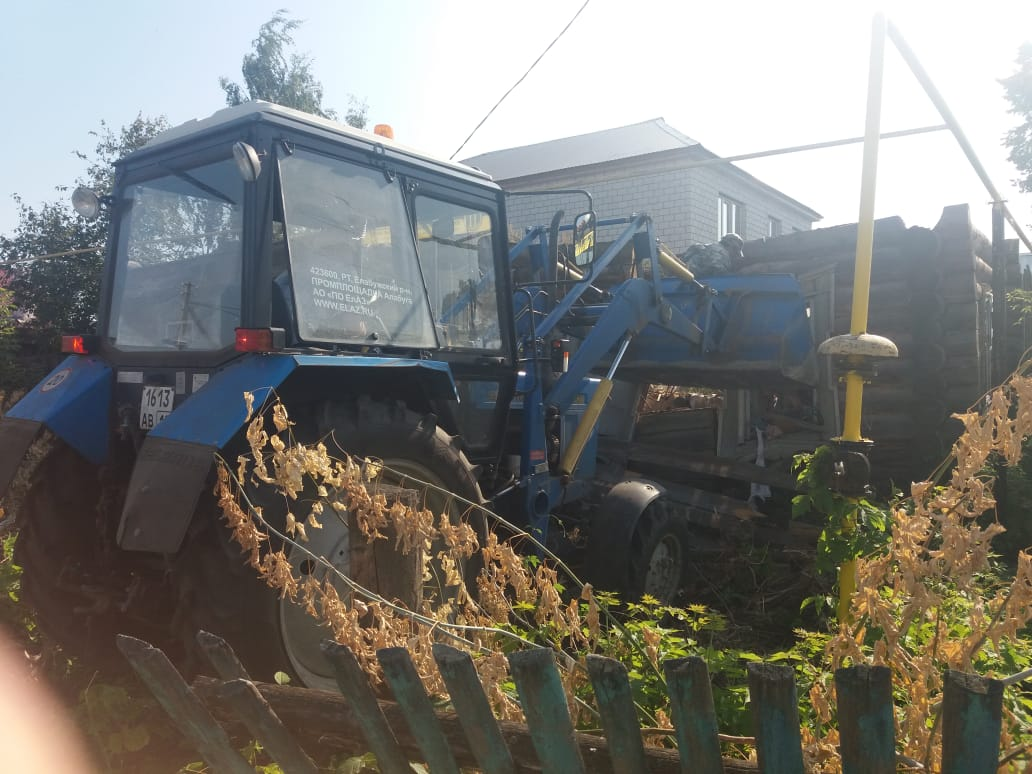 423600, РТ, Елабужский р-н,
ПРОМПЛОЩАДКА Алабуга
АО «ПО ЕлАЗ»
WWW.ELAZ.RU
1613
АВ